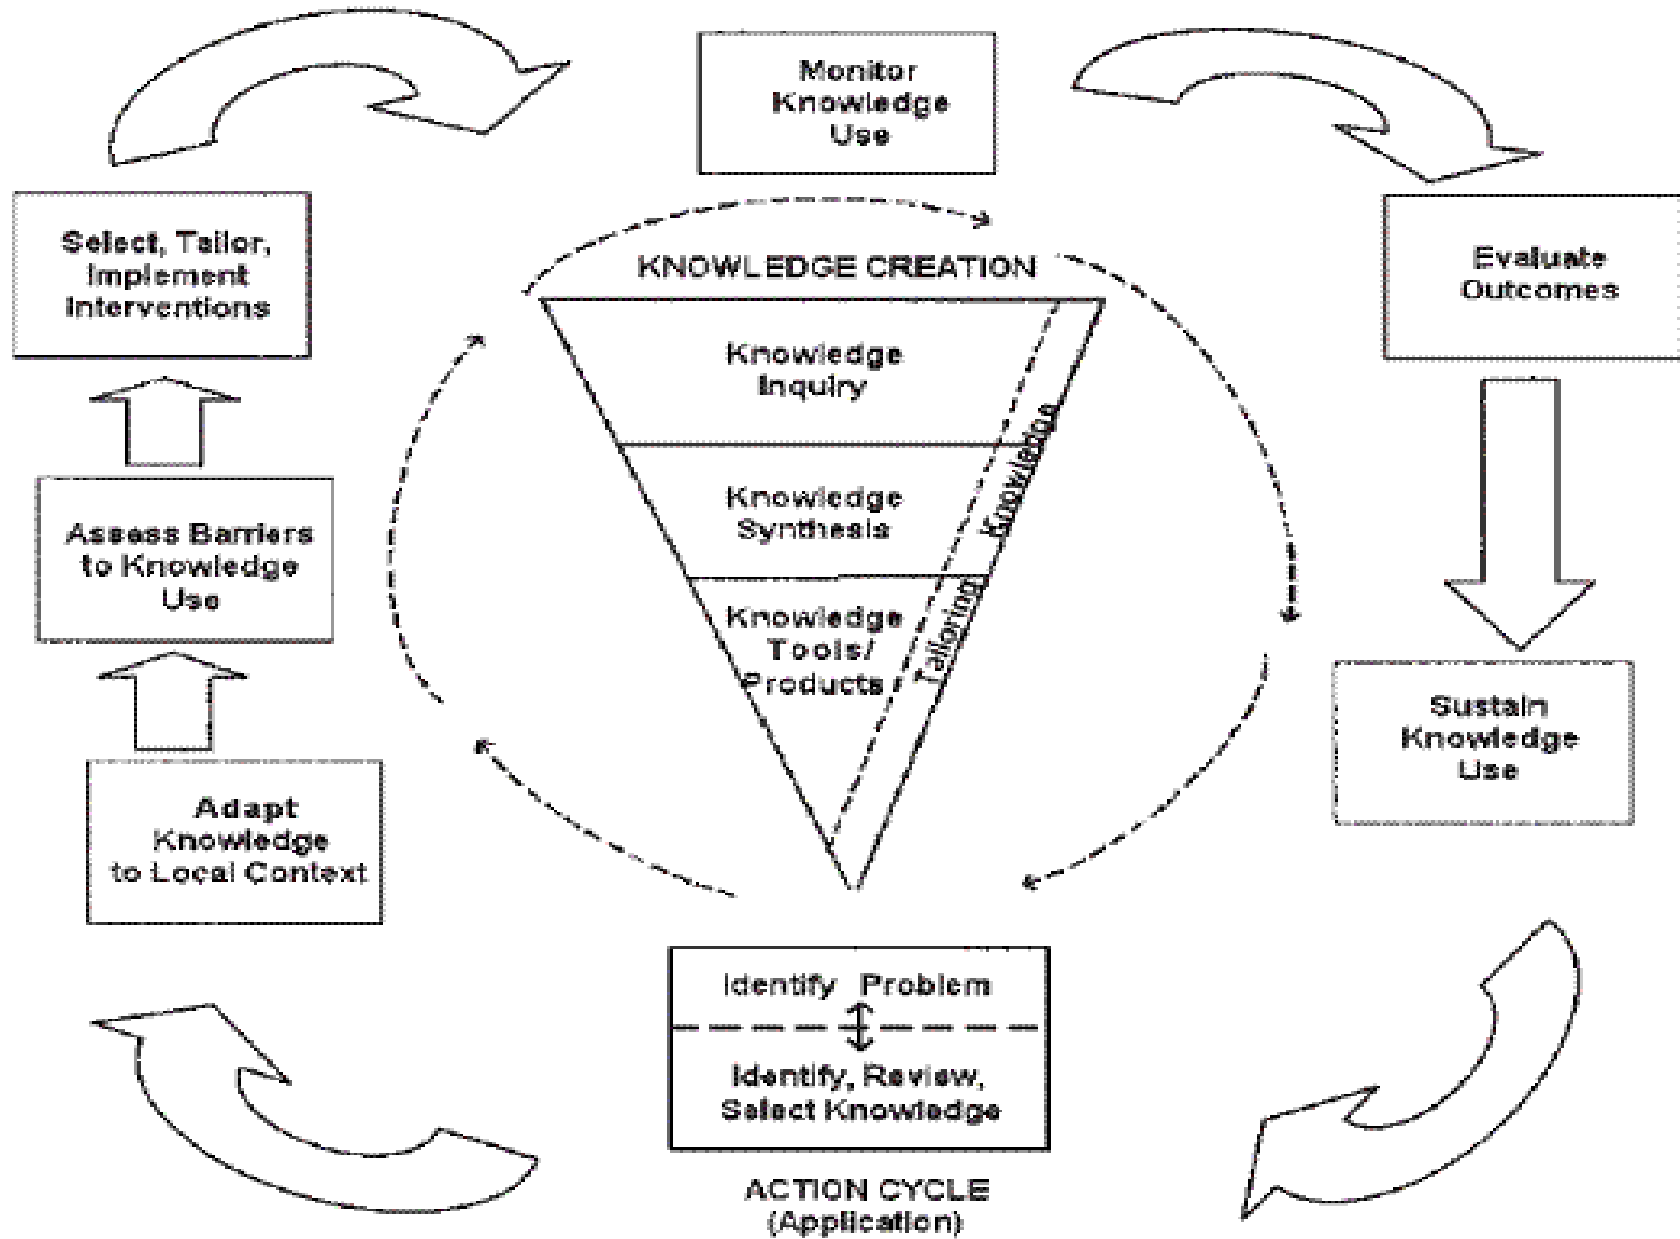 Monitor
Knowledge
Use
Select, Tailor,
Implement
Interventions
Evaluate
Outcomes
KNOWLEDGE CREATION
Knowledge
Inquiry
Knowledge
Synthesis
Knowledge
Tools/
Products
Tailoring Knowledge
Assess Barriers
to Knowledge
Use
Sustain
Knowledge
Use
Adapt
Knowledge
to Local Context
Identify Problem
Identify, Review,
Select Knowledge
ACTION CYCLE
(Application)